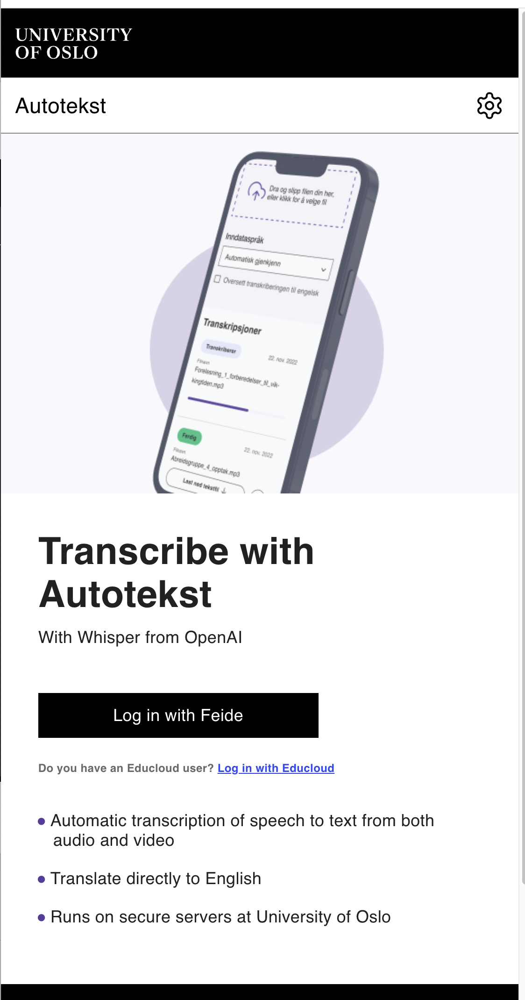 UNIVERSITY
OF OSLO
Autotekst
Dra og slipp filen din her,
eller klikk for å velge fil
Inndataspråk
Automatisk gjenkjenn
Oversett transkriberingen til engelsk
Transkripsjoner
Transkriberer
22. nov. 2022
Filnavn
Forelesning_1_forberedelser_til_vik-
kingtiden.mp3
Ferdig
22. nov. 2022
Filnavn
Abreidsgruppe_4_opptak.mp3
Last ned tekstfil
Transcribe with
Autotekst
With Whisper from OpenAI
Log in with Feide
Do you have an Educloud user? Log in with Educloud
Automatic transcription of speech to text from both
audio and video
Translate directly to English
Runs on secure servers at University of Oslo